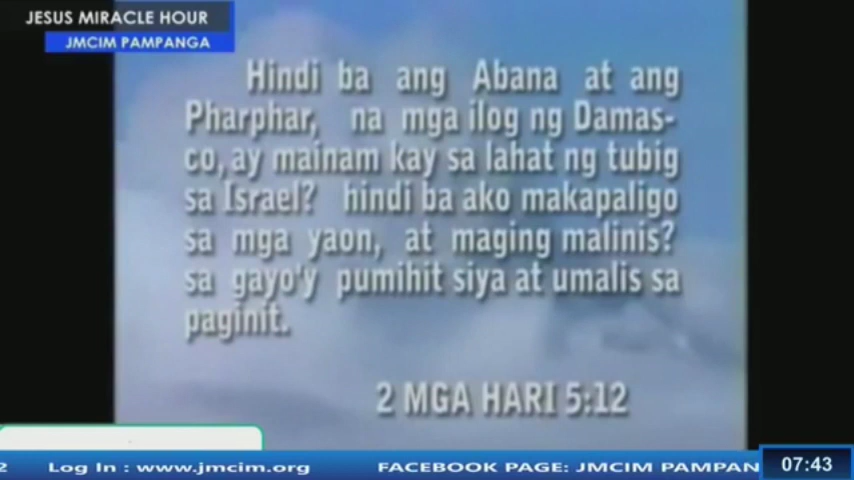 JESUS MIRACLE HOUR
JMCIM PAMPANGA
Hindi ba ang Abana at ang
Pharphar, na mga ilog ng Damas-
co, ay mainam kay sa lahat ng tubig
sa Israel? hindi ba ako makapaligo
sa mga yaon, at maging malinis?
sa gayo'y pumihit siya at umalis sa
paginit.
2 MGA HARI 5:12
2 Log In : www.jmcim.org FACEBOOK PAGE: JMCIM PAMPAN
07:43